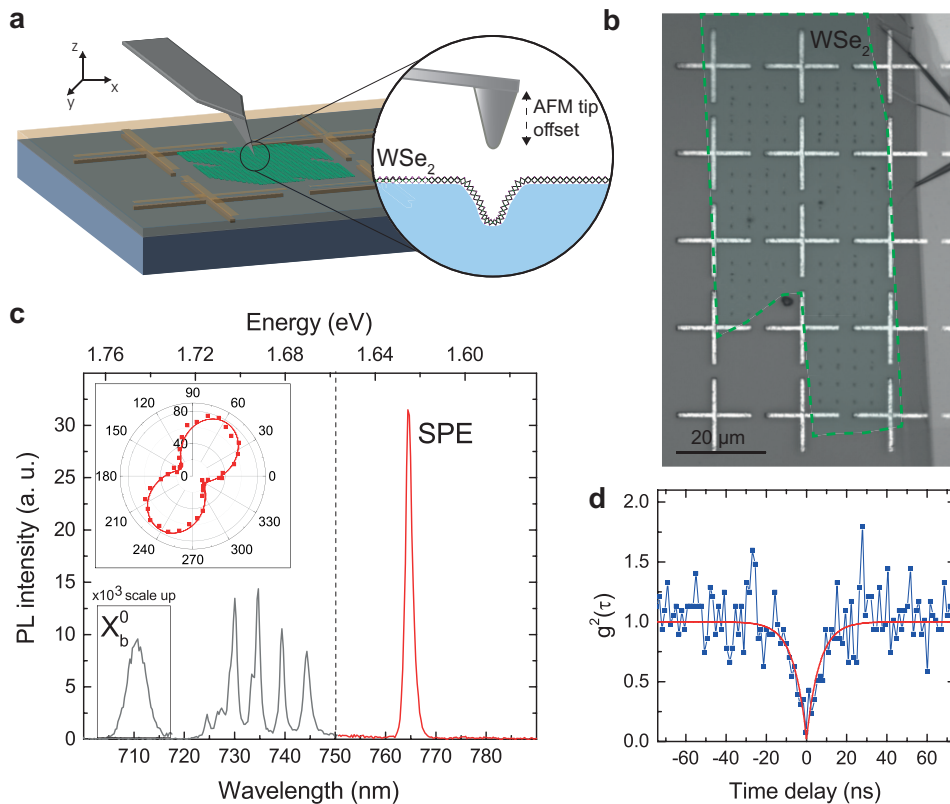 a
z
x
y
AFM tip
offset
WSe₂
b
WSe₂
20 µm
c
Energy (eV)
1.76 1.71 1.67 1.64 1.60
PL intensity (a. u.)
30
25
20
15
10
5
0
710 720 730 740 750 760 770 780
Wavelength (nm)
SPE
90
120 60
150 30
180 0
210 330
240 300
270
80
40
0
x10³ scale up
X⁰b
d
g²(τ)
2.0
1.5
1.0
0.5
0.0
-60 -40 -20 0 20 40 60
Time delay (ns)